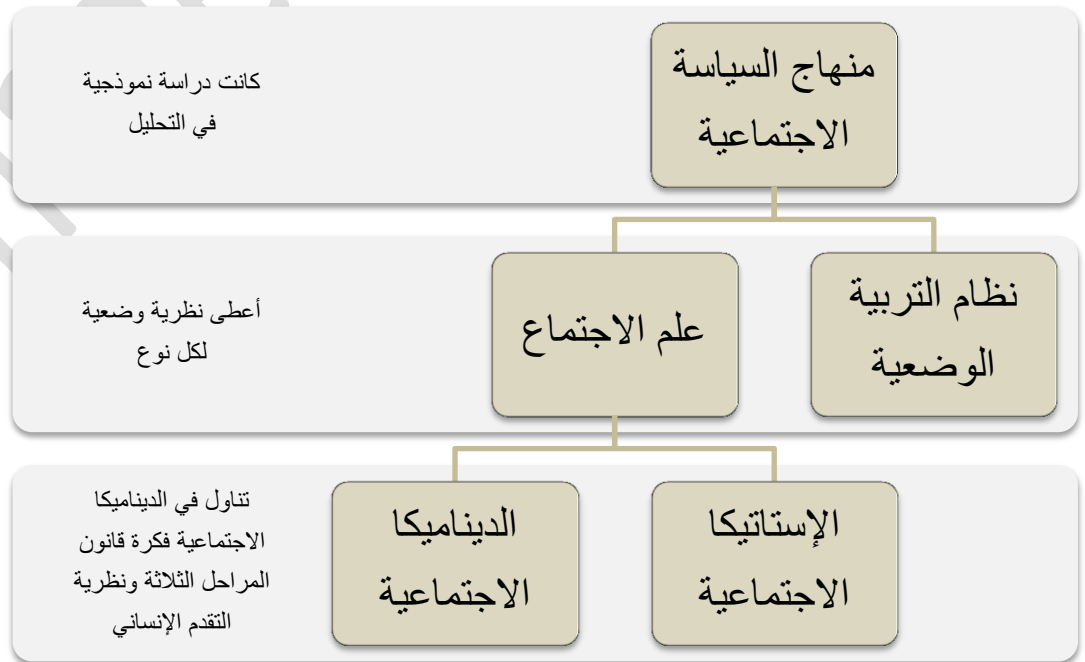 منهاج السياسة
الاجتماعية
كانت دراسة نموذجية
في التحليل
نظام التربية
الوضعية
علم الاجتماع
أعطى نظرية وضعية
لكل نوع
الإستاتيكا
الاجتماعية
الديناميكا
الاجتماعية
تناول في الديناميكا
الاجتماعية فكرة قانون
المراحل الثلاثة ونظرية
التقدم الإنساني